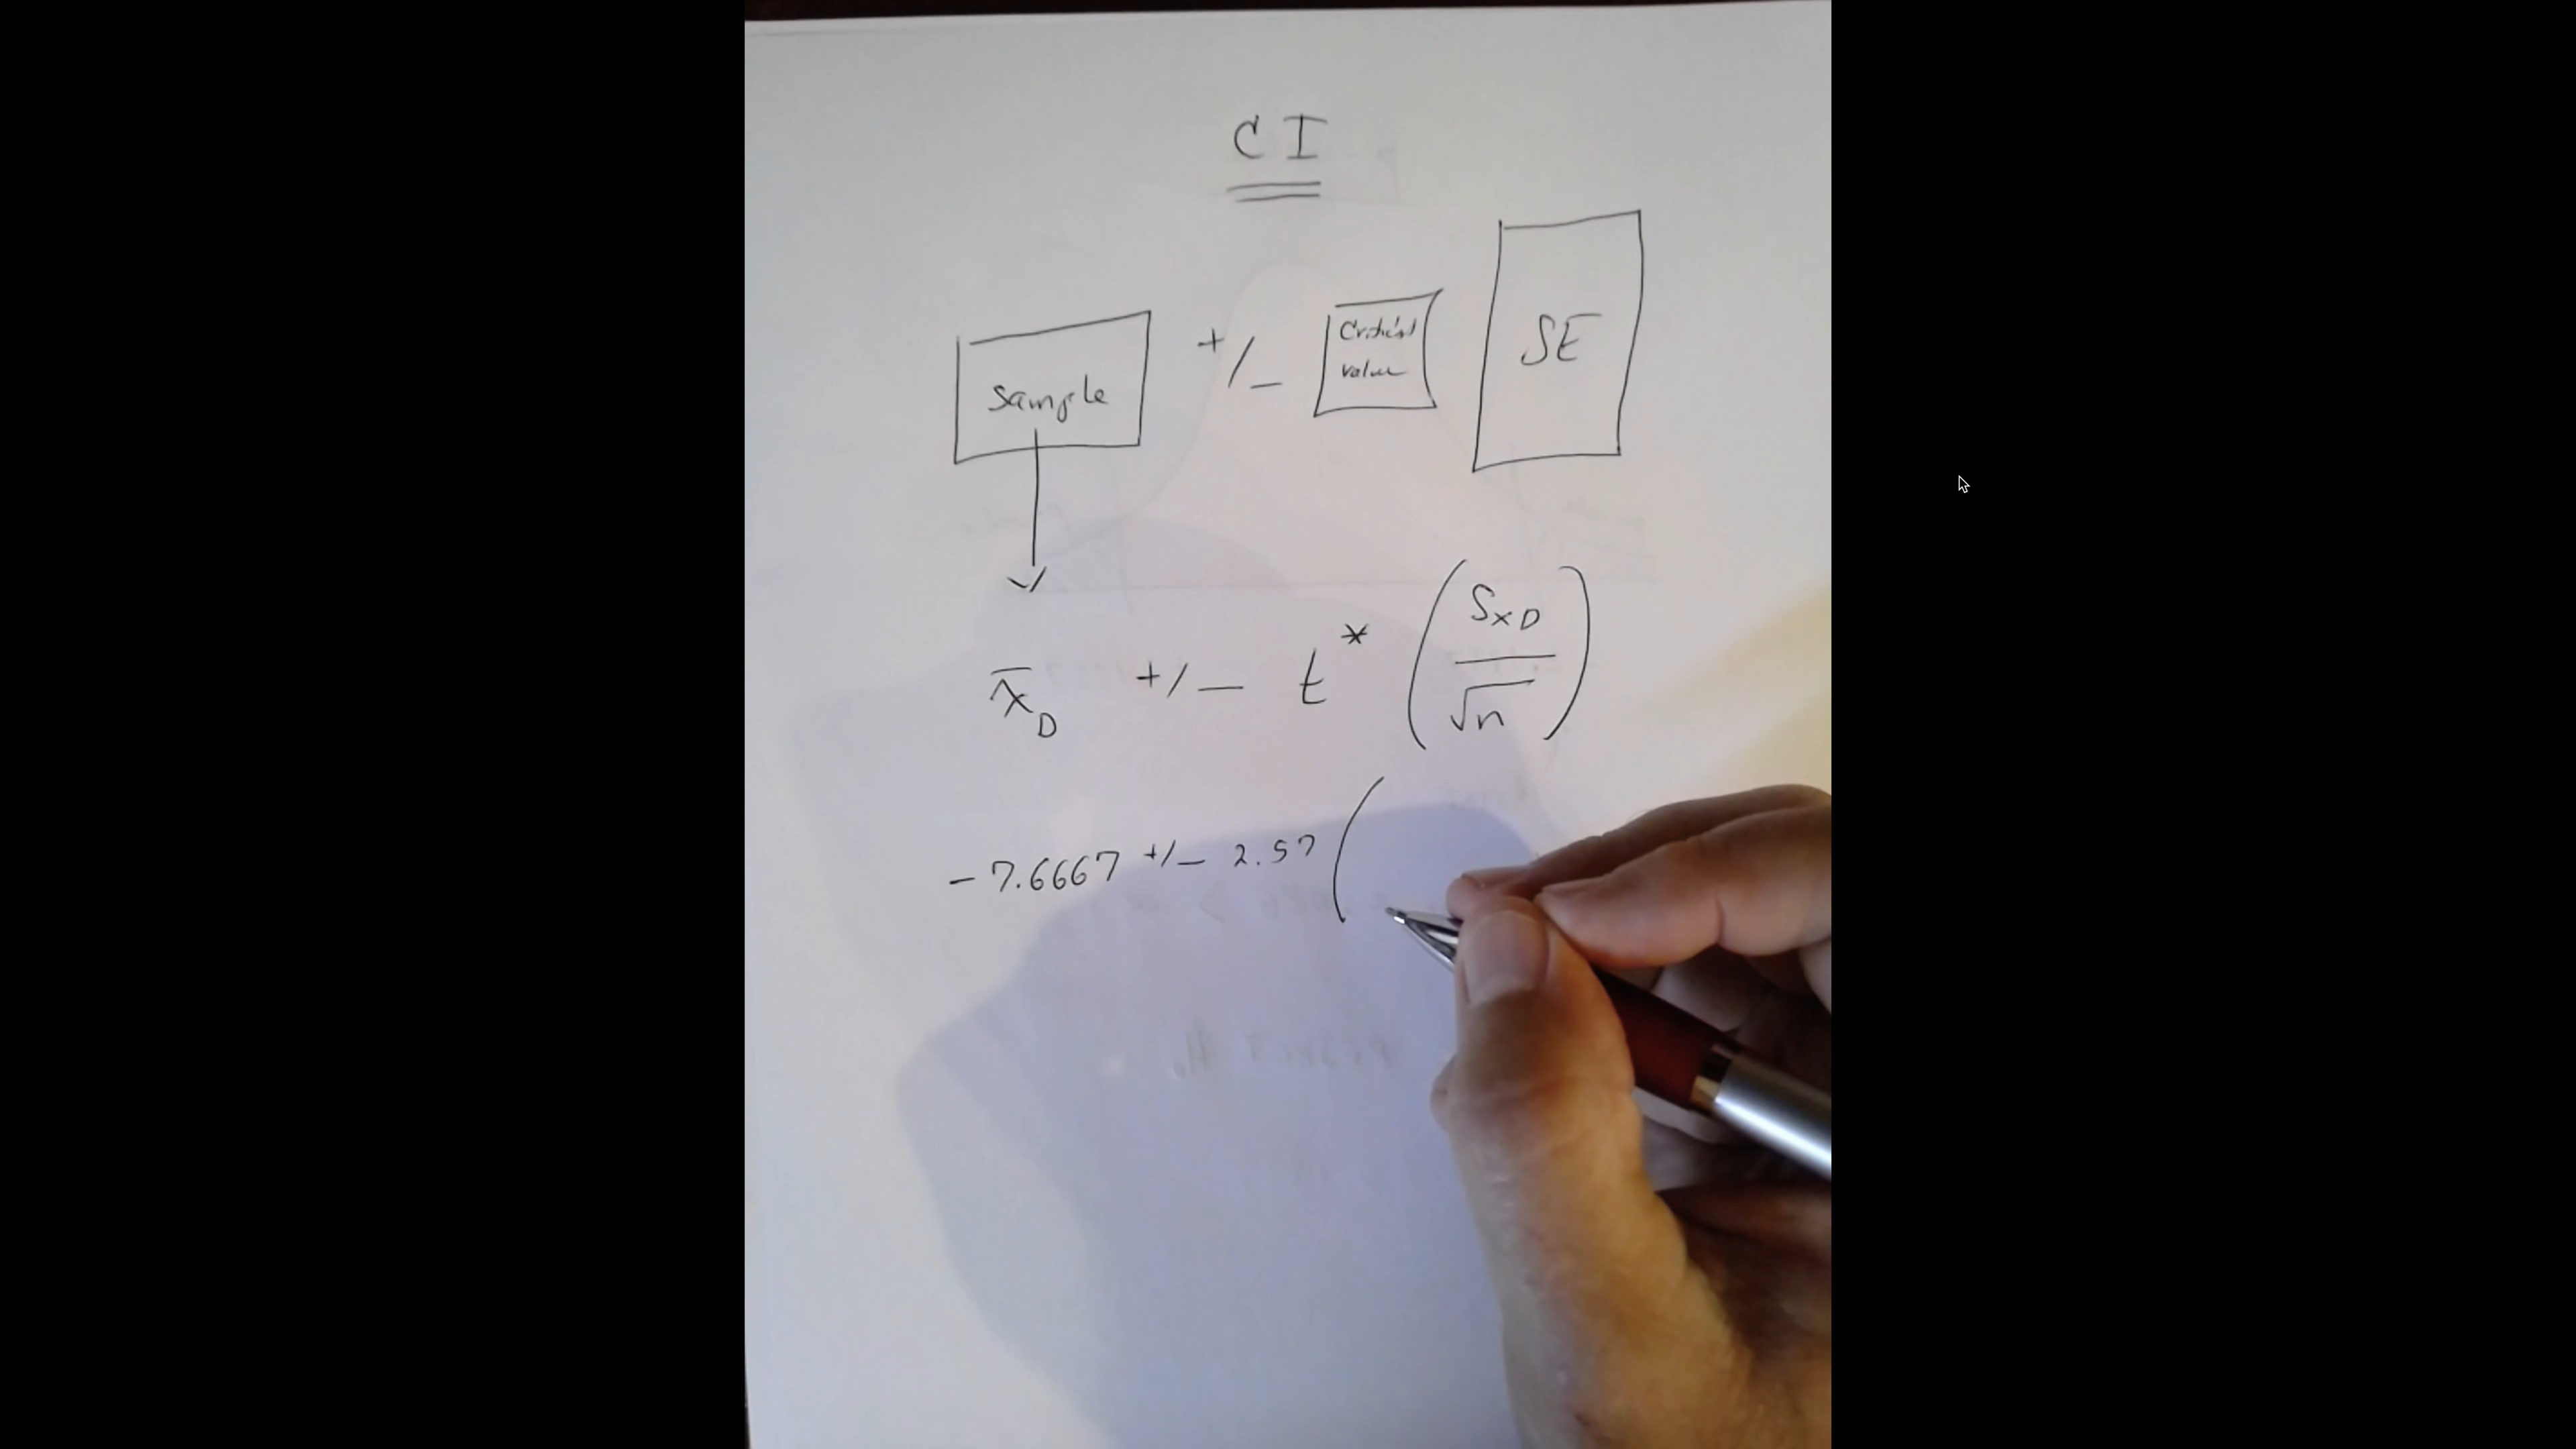 CI
sample +/- Critical value SE
x̄D +/- t* (SxD / √n)
- 7.6667 +/- 2.57 (